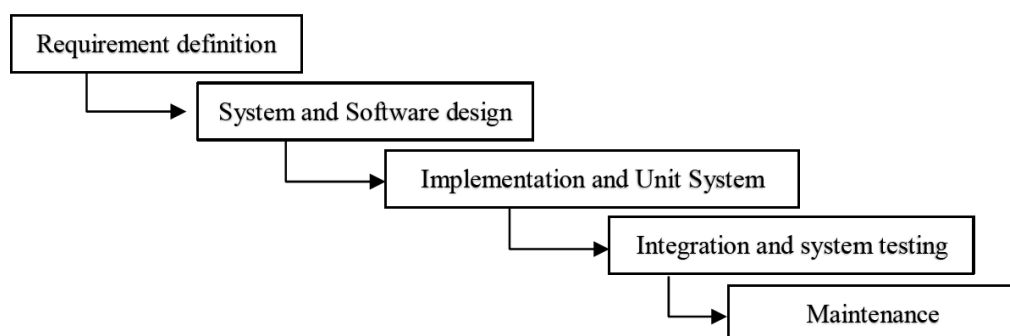 Requirement definition
System and Software design
Implementation and Unit System
Integration and system testing
Maintenance